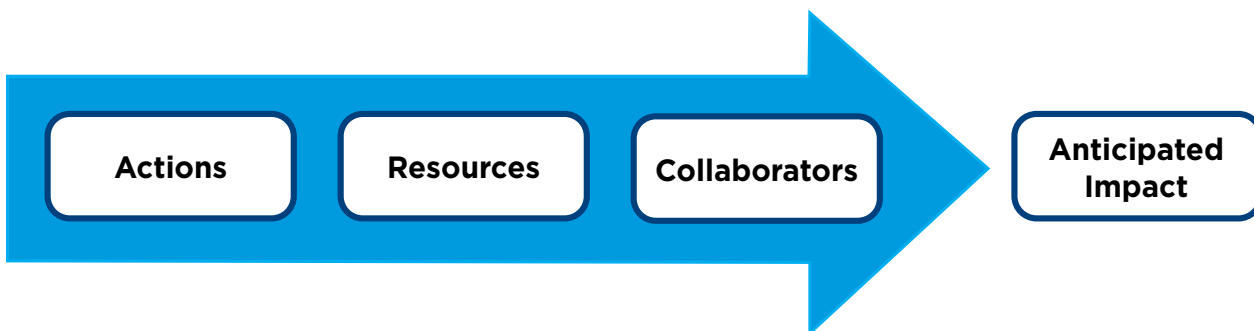 Actions
Resources
Collaborators
Anticipated
Impact